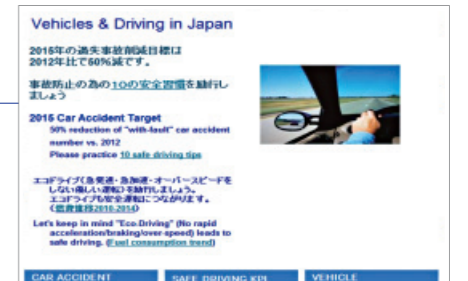 Vehicles & Driving in Japan
2015年の過失事故削減目標は
2012年比で50%減です。
事故防止の為の10の安全習慣を励行し
ましょう
2015 Car Accident Target
50% reduction of "with-fault" car accident
number vs. 2012
Please practice 10 safe driving tips
エコドライブ(急発進・急加速・オーバースピードを
しない優しい運転)を励行しましょう。
エコドライブも安全運転につながります。
(燃費推移2010-2014)
Let's keep in mind "Eco-Driving" (No rapid
acceleration/braking/over-speed) leads to
safe driving. (Fuel consumption trend)
CAR ACCIDENT
SAFE DRIVING KPI
VEHICLE